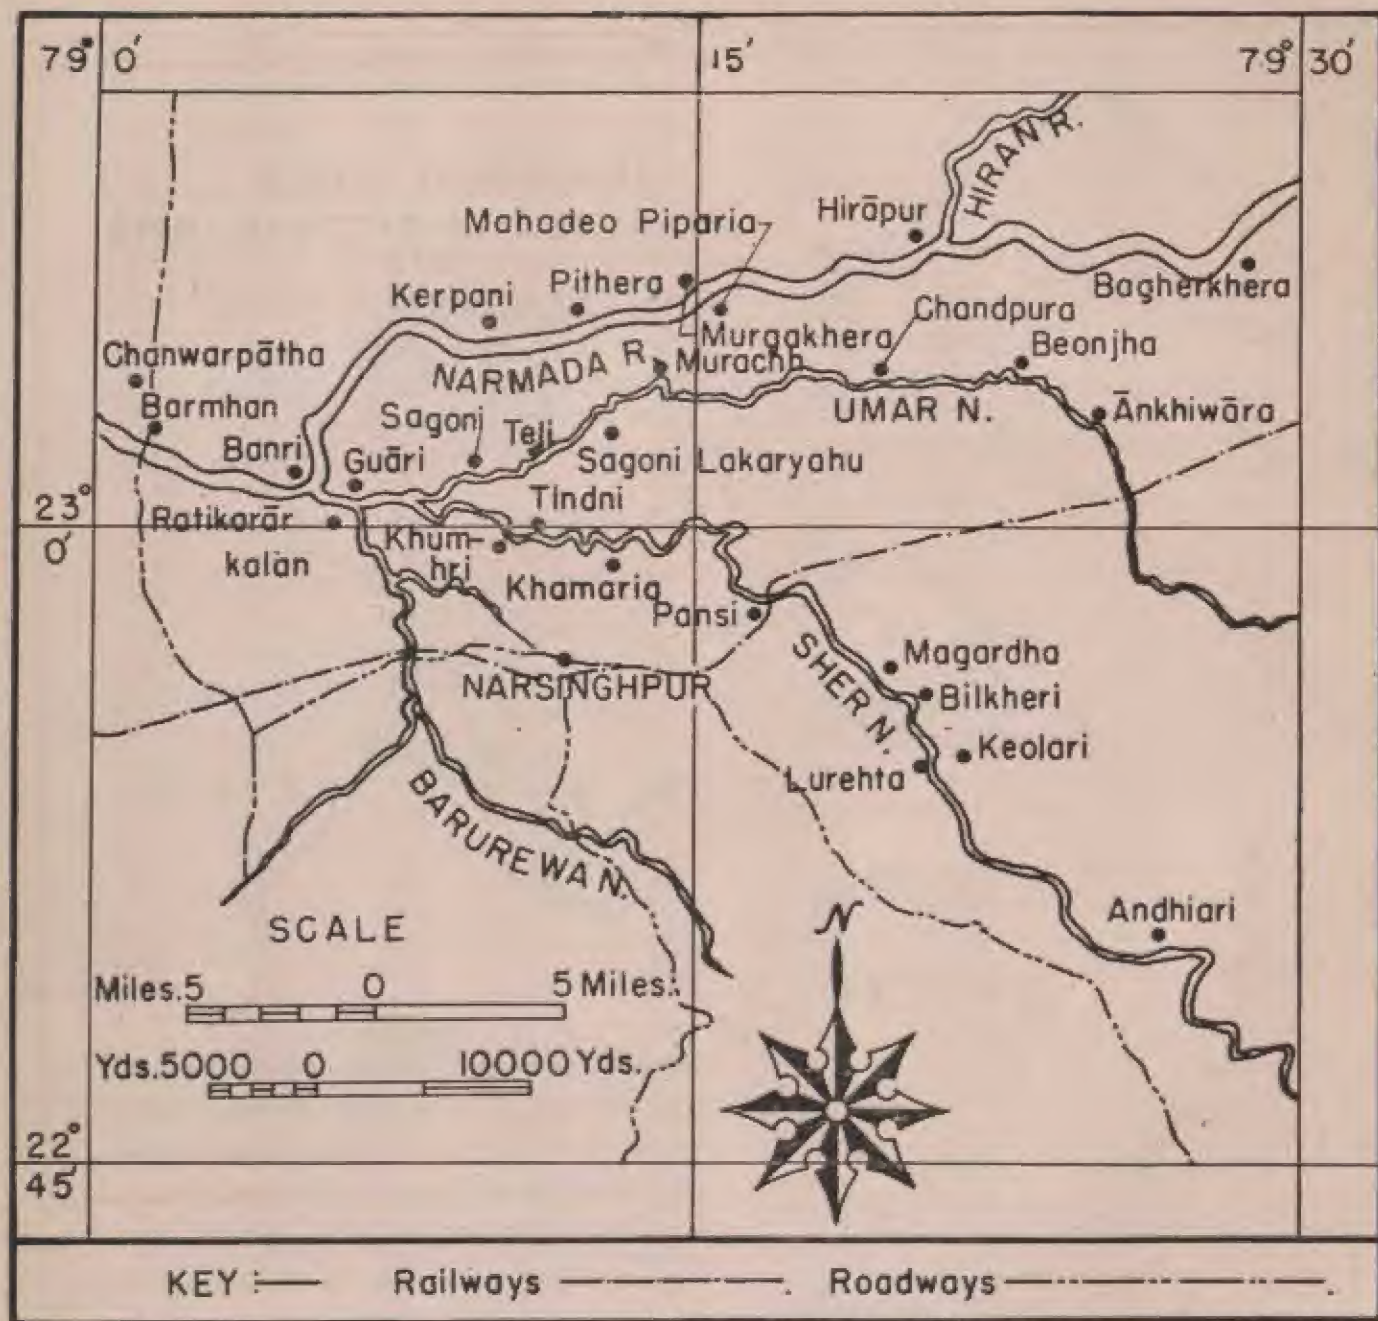 79° 0′ 15′ 79° 30′
HIRAN R.
Hirāpur
Mahadeo Piparia
Pithera
Kerpani
Bagherkhera
Chandpura
Murgakhera
Beonjha
Chanwarpātha
NARMADA R.
Murachh
Barmhan
UMAR N.
Ānkhiwāra
Sagoni
Teli
Banri
Guāri
Sagoni Lakaryahu
23° 0′
Tindni
Ratikarār
kalān
Khum-
hri
Khamaria
Pansi
SHER N.
Magardha
NARSINGHPUR
Bilkheri
Keolari
Lurehta
BARUREWA N.
Andhiari
SCALE
N
Miles. 5 0 5 Miles.
Yds. 5000 0 10000 Yds.
22°
45′
KEY :— Railways . Roadways .